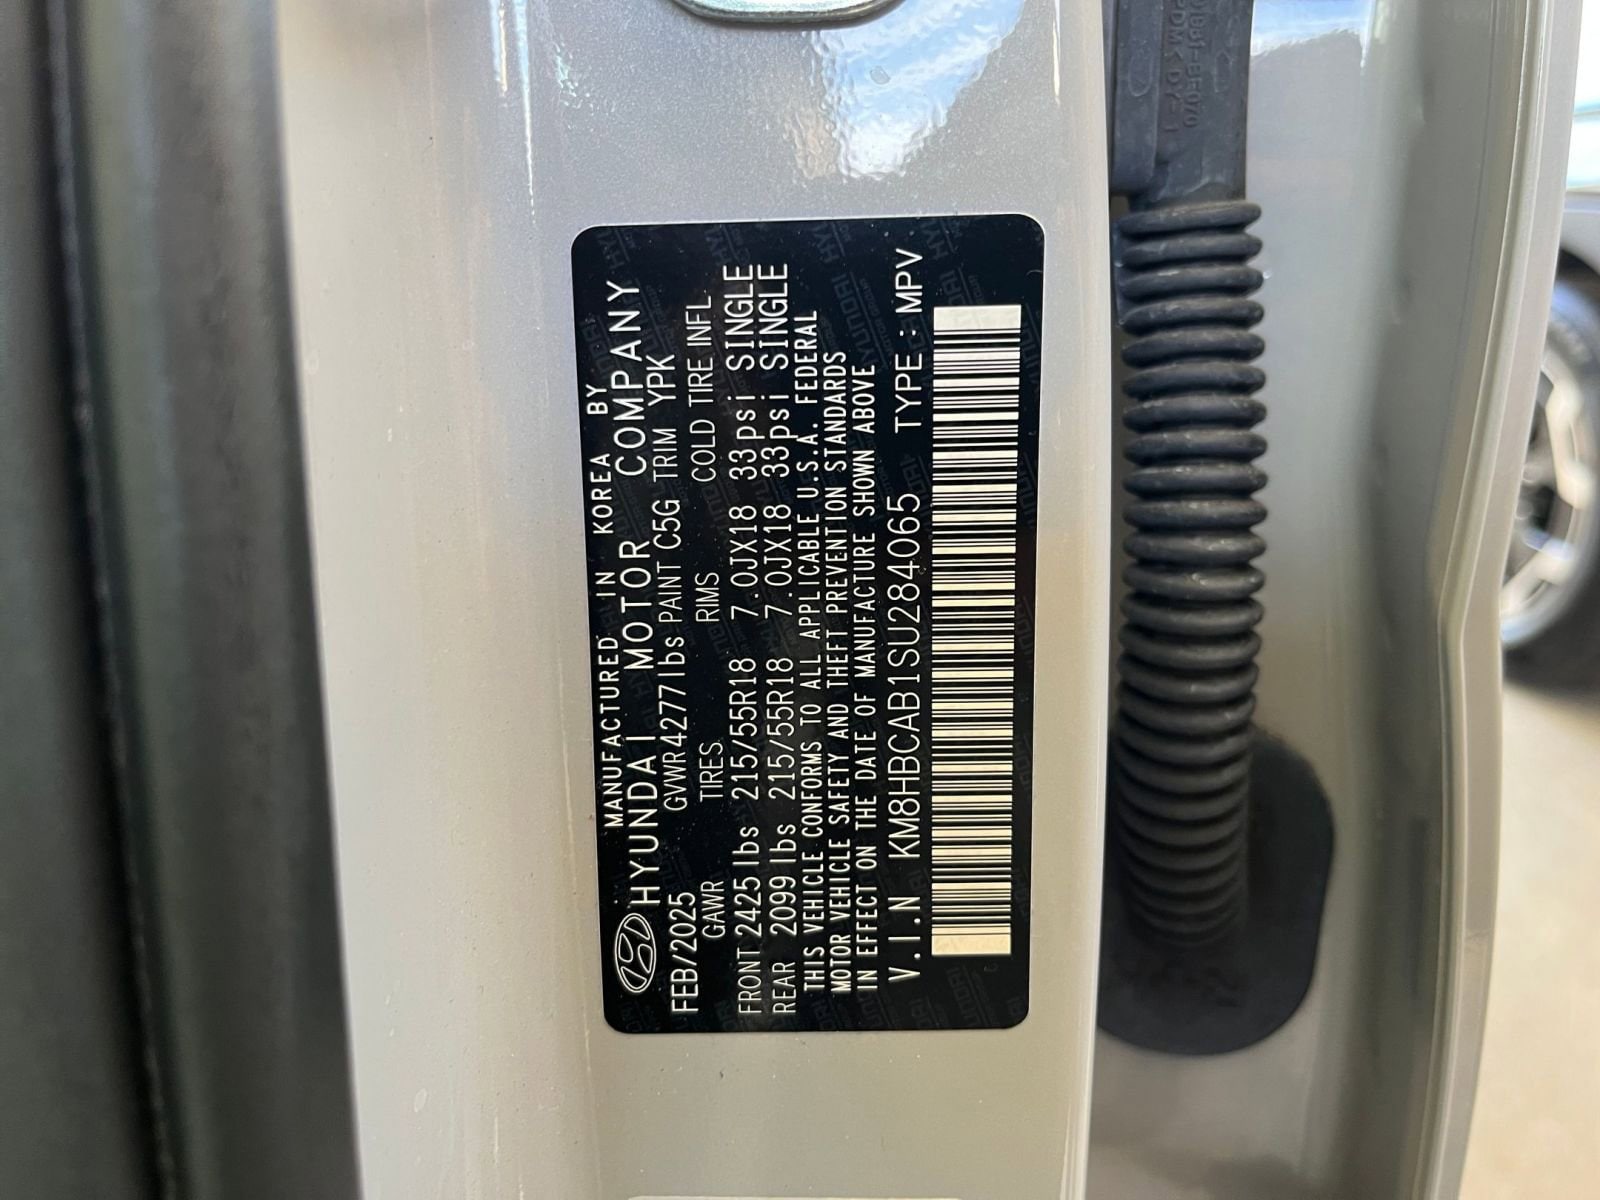 MANUFACTURED IN KOREA BY
HYUNDAI MOTOR COMPANY
FEB/2025 GVWR4277lbs PAINT C5G TRIM YPK
GAWR TIRES RIMS COLD TIRE INFL
FRONT 2425lbs 215/55R18 7.0JX18 33psi SINGLE
REAR 2099lbs 215/55R18 7.0JX18 33psi SINGLE
THIS VEHICLE CONFORMS TO ALL APPLICABLE U.S.A. FEDERAL
MOTOR VEHICLE SAFETY AND THEFT PREVENTION STANDARDS
IN EFFECT ON THE DATE OF MANUFACTURE SHOWN ABOVE
V.I.N KM8HBCAB1SU284065 TYPE : MPV